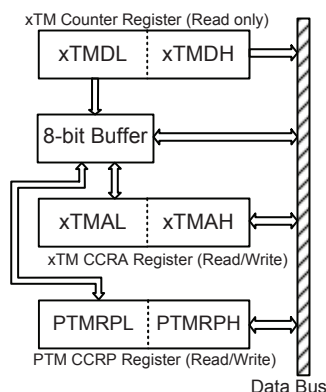 xTM Counter Register (Read only)
xTMDL xTMDH
8-bit Buffer
xTMAL xTMAH
xTM CCRA Register (Read/Write)
PTMRPL PTMRPH
PTM CCRP Register (Read/Write)
Data Bus